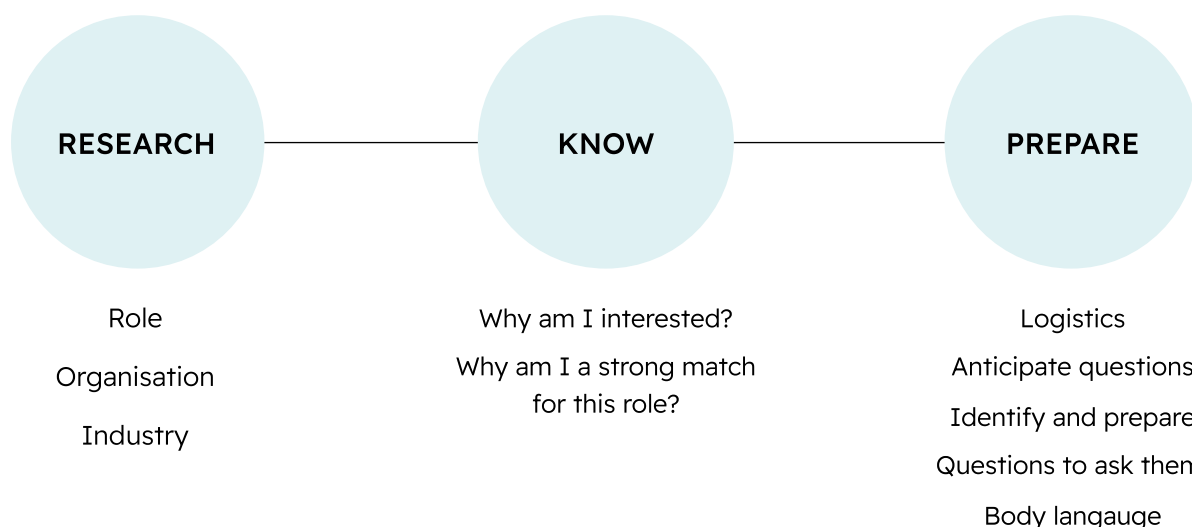 RESEARCH
KNOW
PREPARE
Role
Organisation
Industry
Why am I interested?
Why am I a strong match
for this role?
Logistics
Anticipate questions
Identify and prepare
Questions to ask them
Body langauge